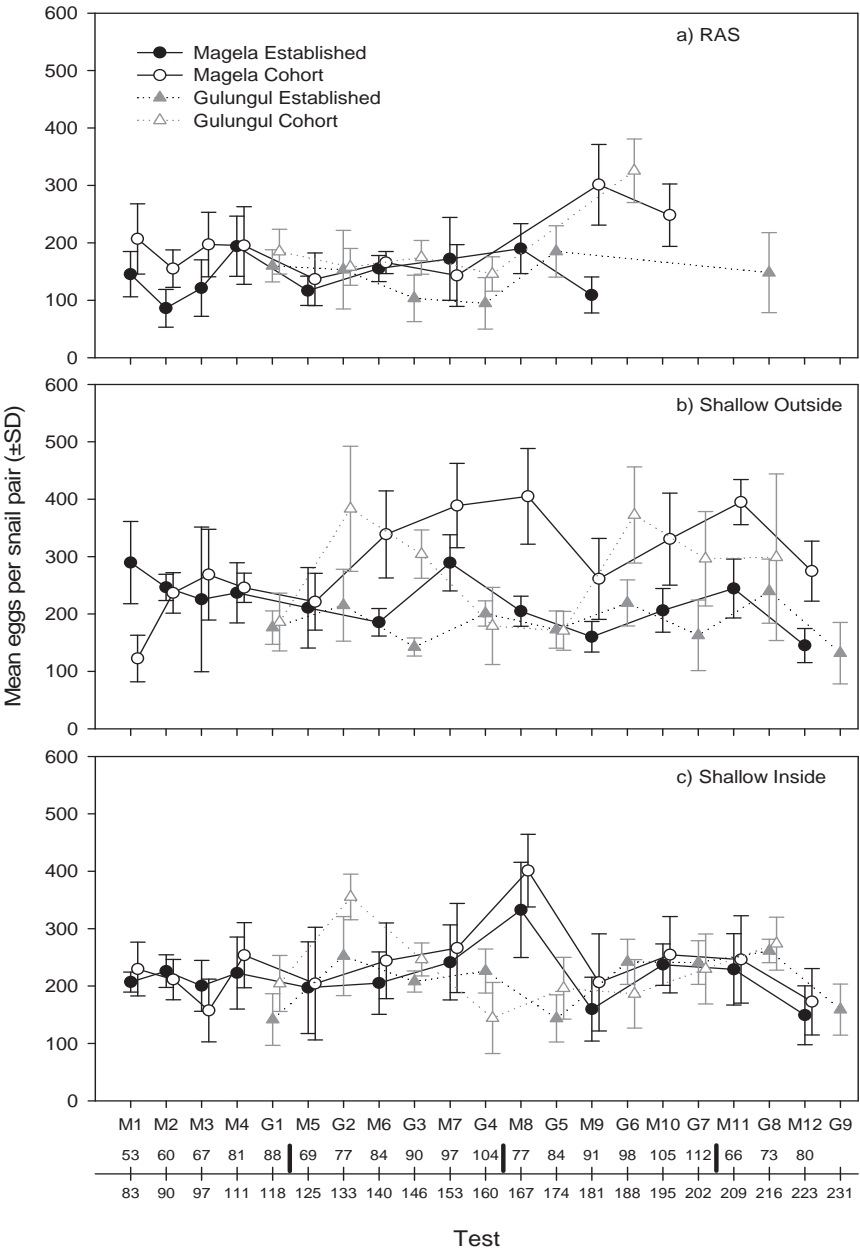 Mean eggs per snail pair (±SD)
600
500
400
300
200
100
0
a) RAS
Magela Established
Magela Cohort
Gulungul Established
Gulungul Cohort
600
500
400
300
200
100
0
b) Shallow Outside
600
500
400
300
200
100
0
c) Shallow Inside
M1 M2 M3 M4 G1 M5 G2 M6 G3 M7 G4 M8 G5 M9 G6 M10 G7 M11 G8 M12 G9
53 60 67 81 88 69 77 84 90 97 104 77 84 91 98 105 112 66 73 80
83 90 97 111 118 125 133 140 146 153 160 167 174 181 188 195 202 209 216 223 231
Test